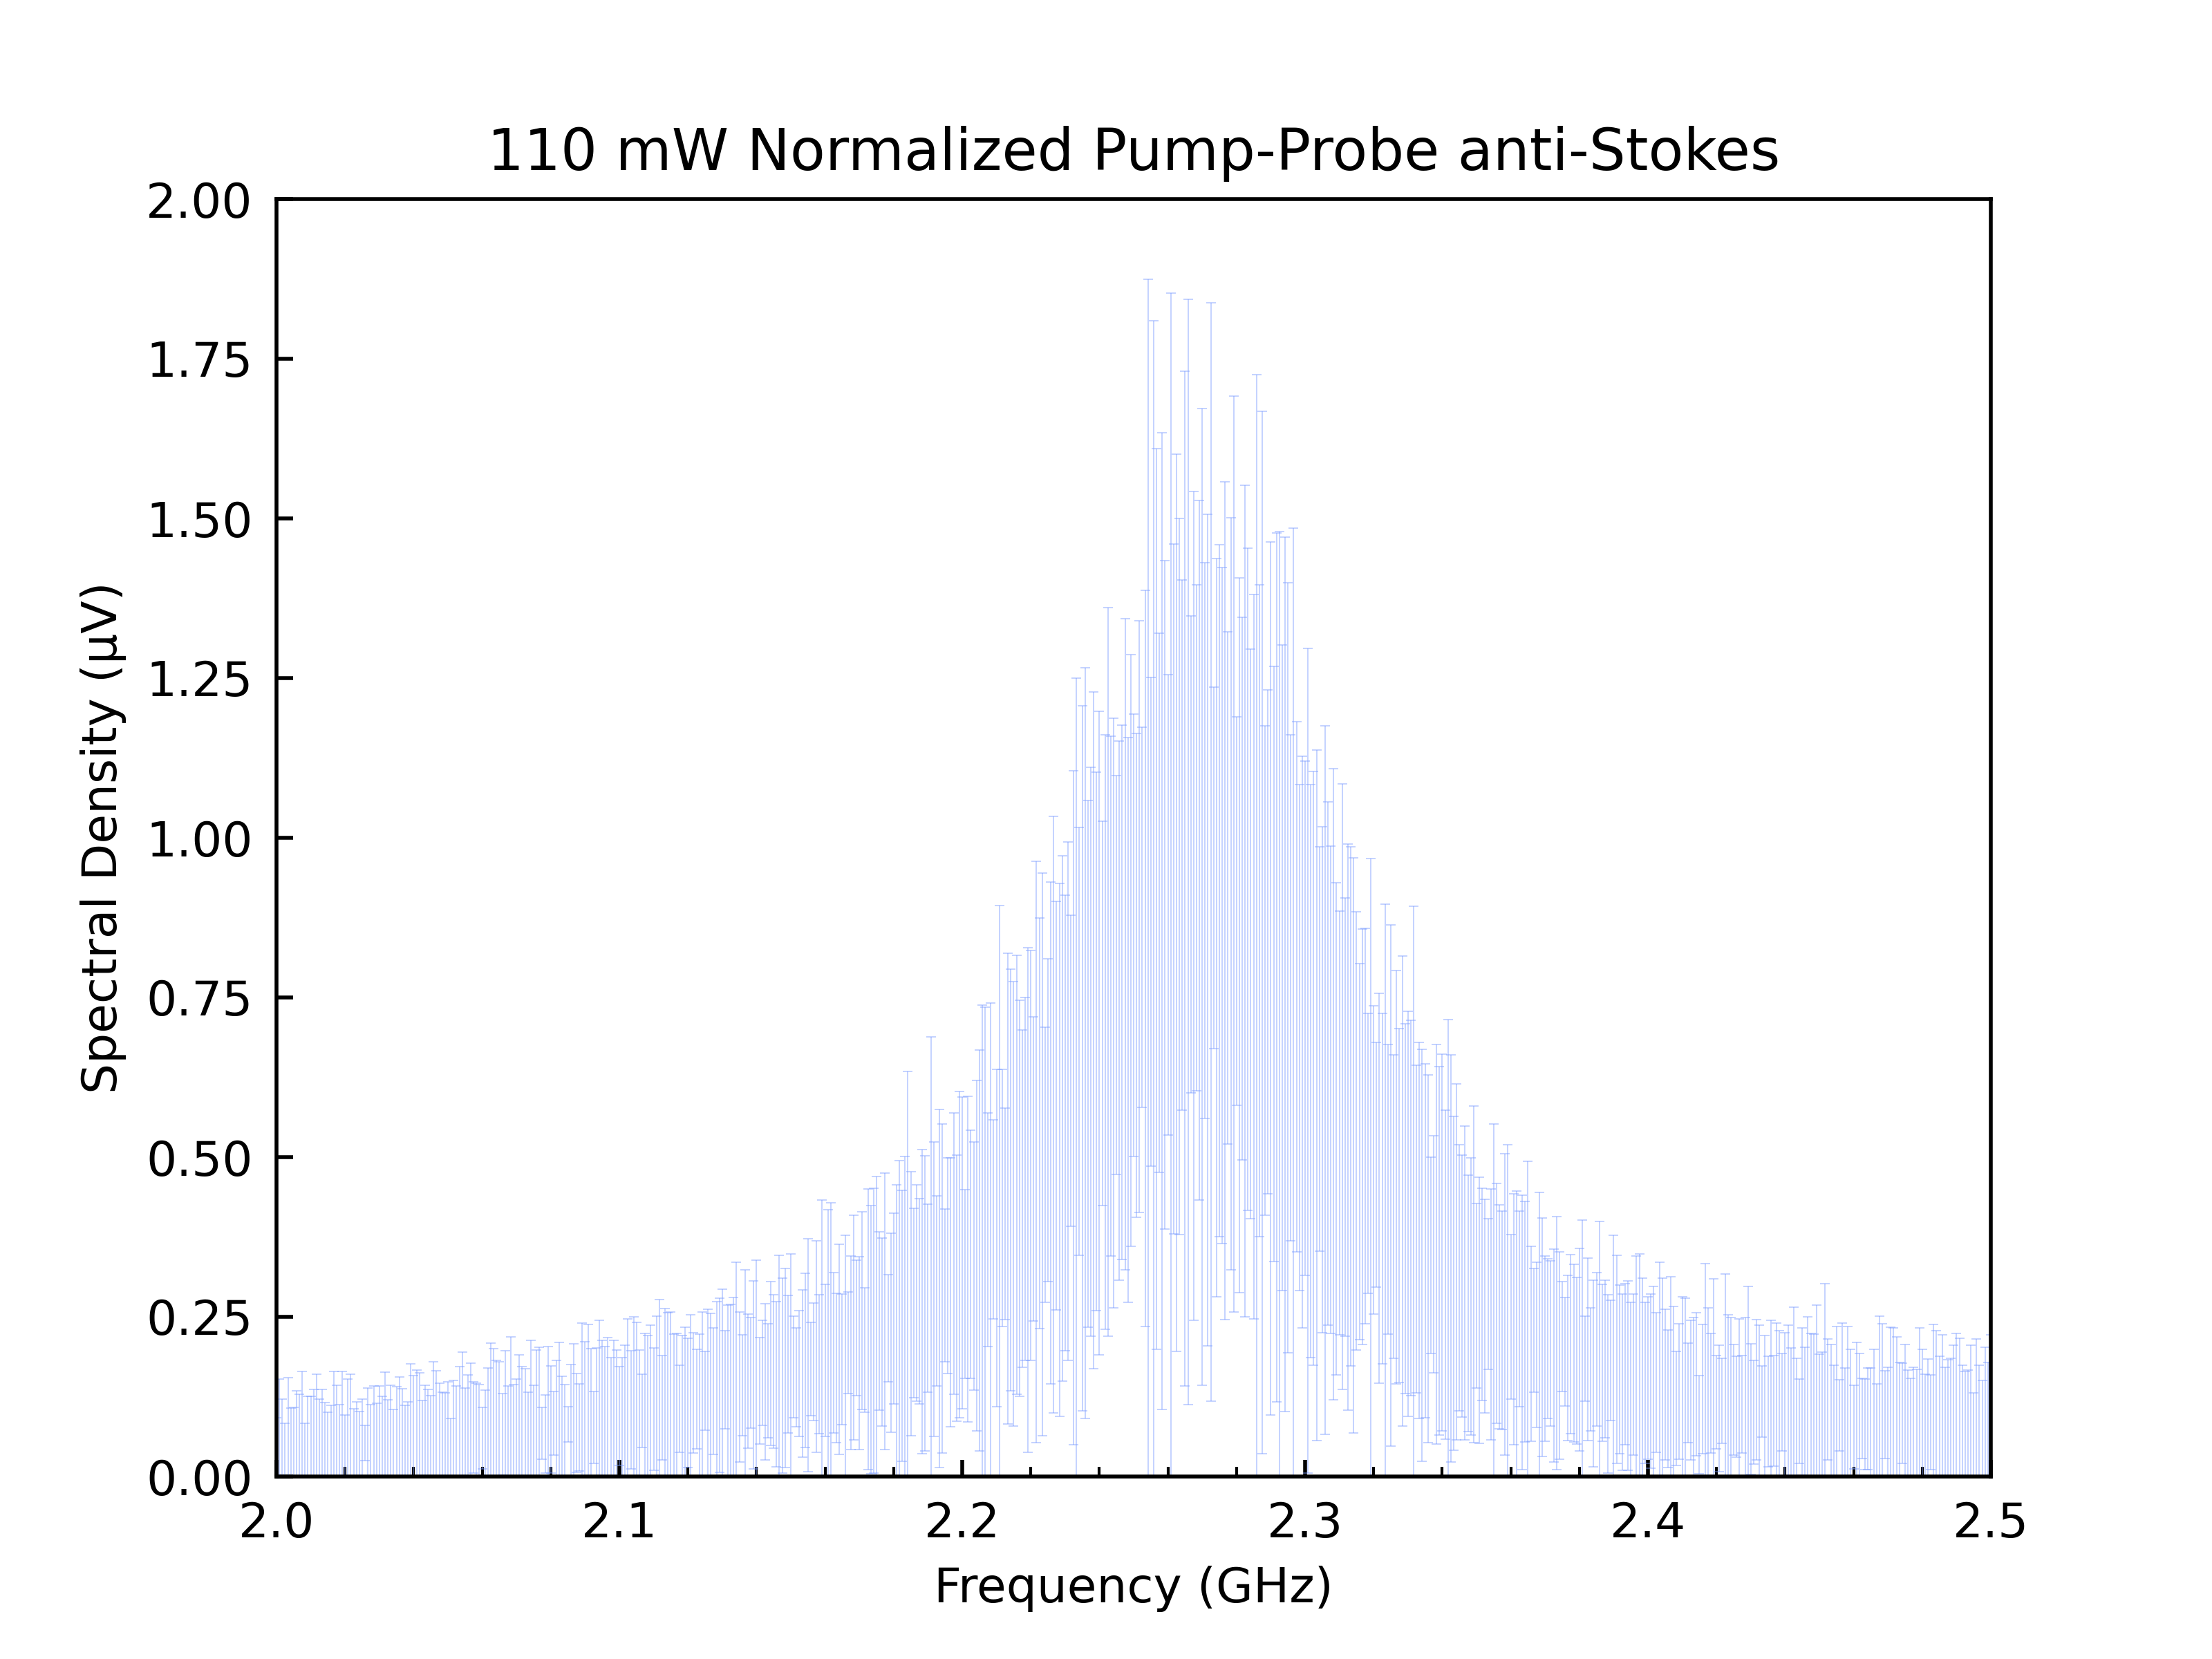 110 mW Normalized Pump-Probe anti-Stokes
2.00
1.75
1.50
1.25
1.00
0.75
0.50
0.25
0.00
Spectral Density (μV)
2.0 2.1 2.2 2.3 2.4 2.5
Frequency (GHz)